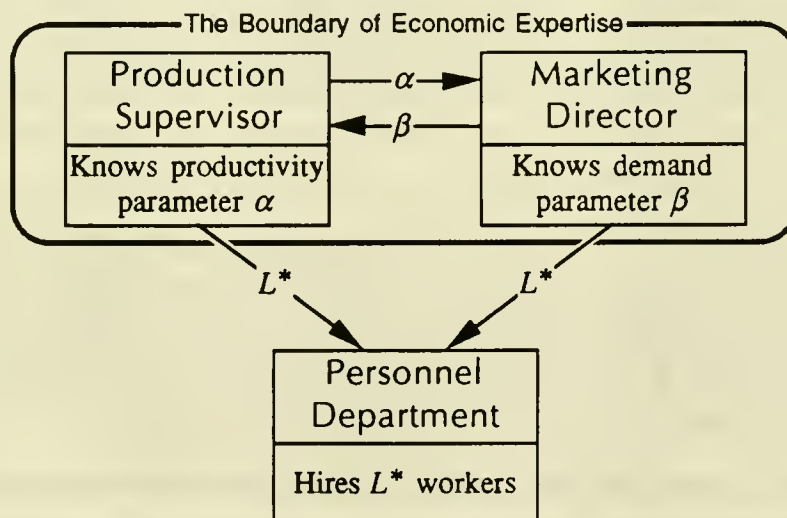 The Boundary of Economic Expertise
Production
Supervisor
Knows productivity
parameter α
α
β
Marketing
Director
Knows demand
parameter β
L*
L*
Personnel
Department
Hires L* workers